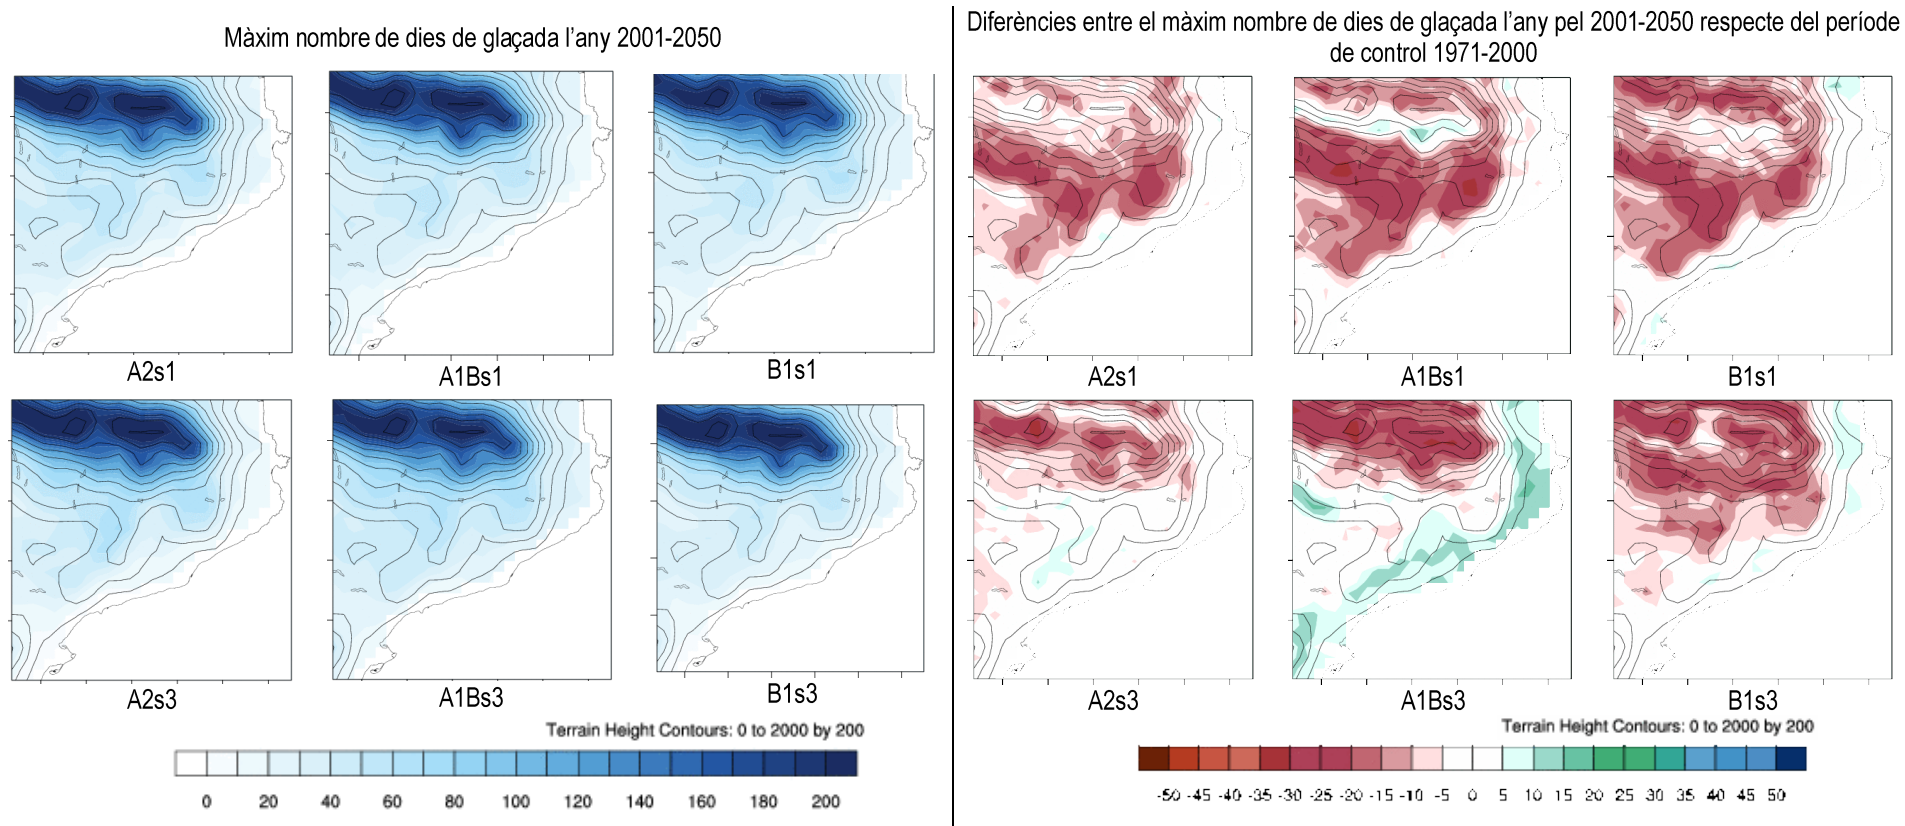 Màxim nombre de dies de glaçada l'any 2001-2050
A2s1
A1Bs1
B1s1
A2s3
A1Bs3
B1s3
Terrain Height Contours: 0 to 2000 by 200
0 20 40 60 80 100 120 140 160 180 200
Diferències entre el màxim nombre de dies de glaçada l'any pel 2001-2050 respecte del període
de control 1971-2000
A2s1
A1Bs1
B1s1
A2s3
A1Bs3
B1s3
Terrain Height Contours: 0 to 2000 by 200
-50 -45 -40 -35 -30 -25 -20 -15 -10 -5 0 5 10 15 20 25 30 35 40 45 50